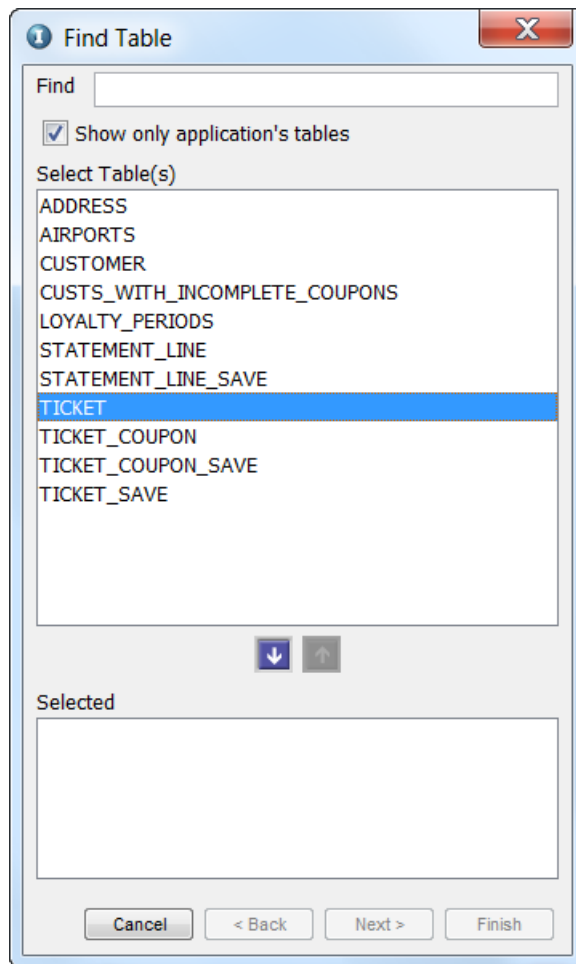 Find Table
Find
Show only application's tables
Select Table(s)
ADDRESS
AIRPORTS
CUSTOMER
CUSTS_WITH_INCOMPLETE_COUPONS
LOYALTY_PERIODS
STATEMENT_LINE
STATEMENT_LINE_SAVE
TICKET
TICKET_COUPON
TICKET_COUPON_SAVE
TICKET_SAVE
Selected
Cancel < Back Next > Finish